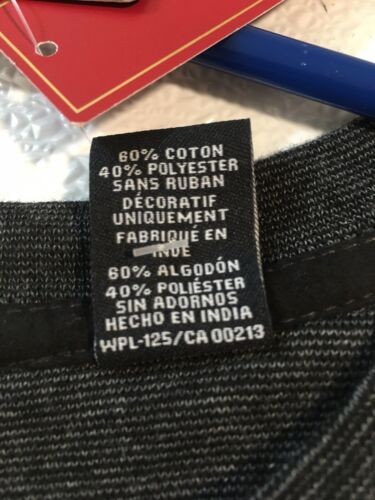 60% COTON
40% POLYESTER
SANS RUBAN
DÉCORATIF
UNIQUEMENT
FABRIQUÉ EN
INDE
60% ALGODÓN
40% POLIÉSTER
SIN ADORNOS
HECHO EN INDIA
WPL-125/CA 00213